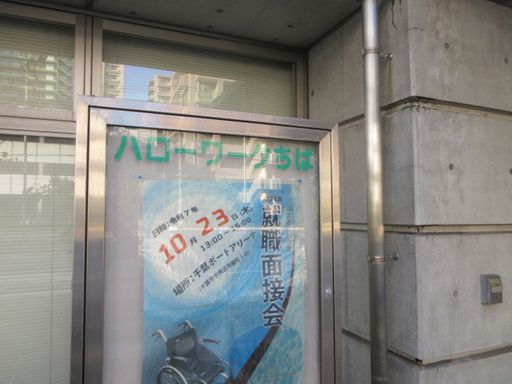 ハローワークちば
日時：令和7年
10月23日（木）
13:00～16:00
場所：千葉ポートアリーナ
就職面接会